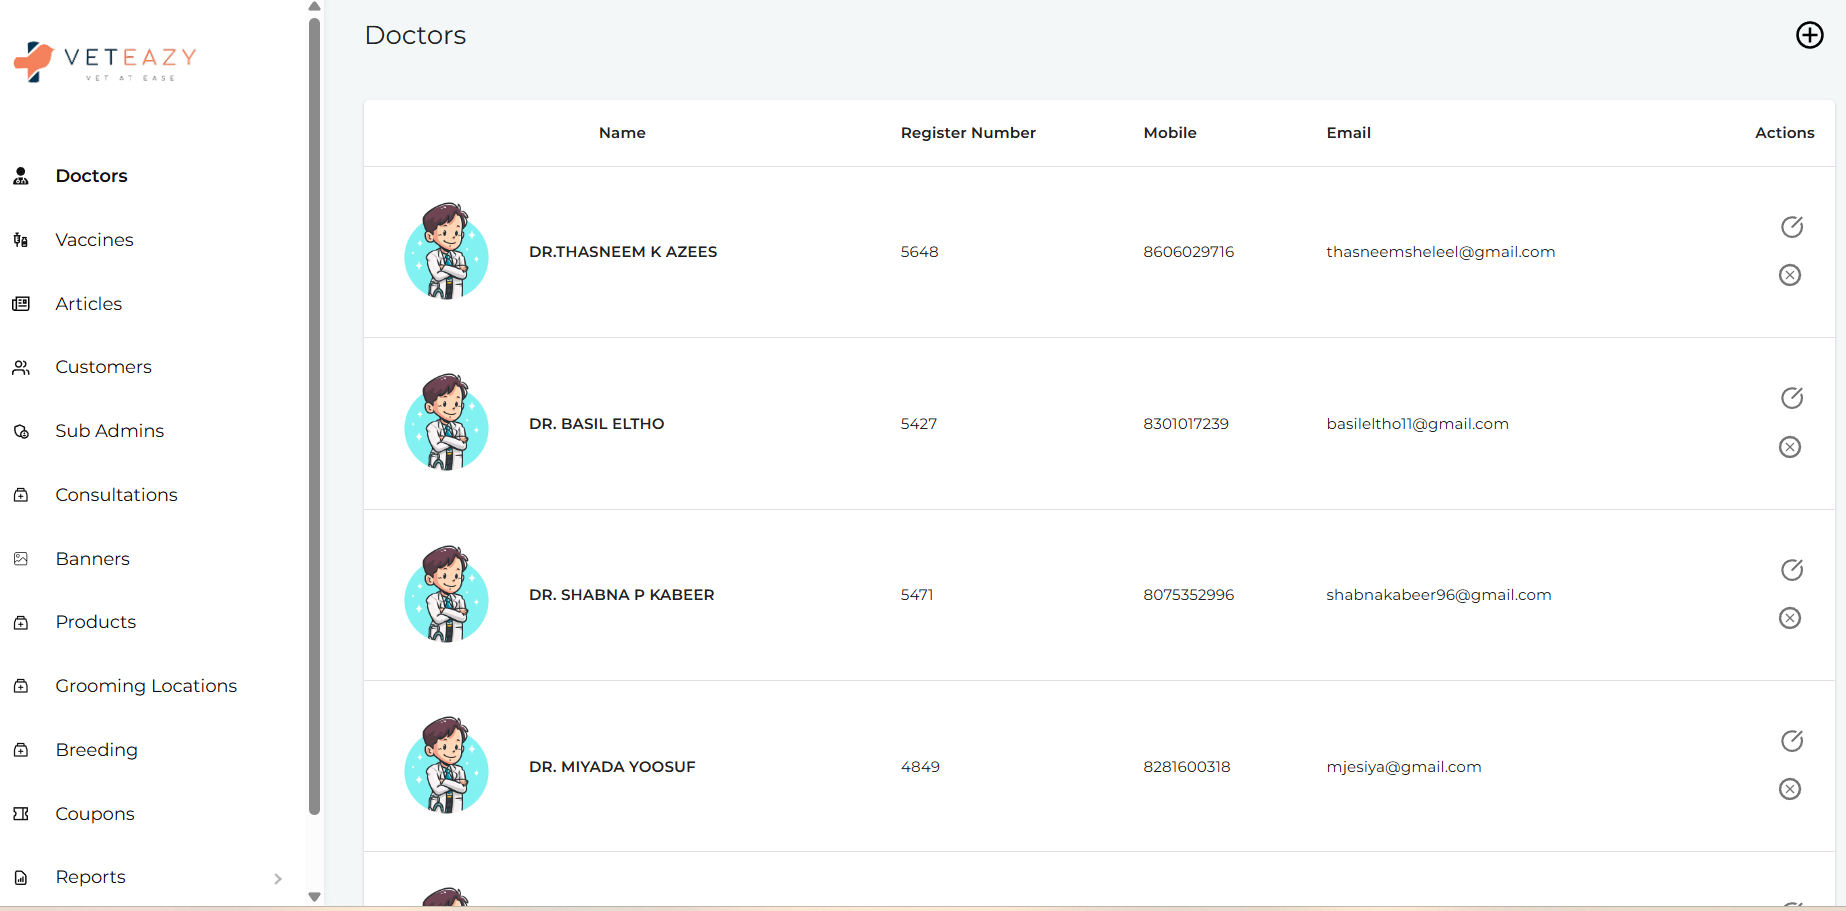 VETEAZY
VET AT EASE
Doctors
Vaccines
Articles
Customers
Sub Admins
Consultations
Banners
Products
Grooming Locations
Breeding
Coupons
Reports
Doctors
Name Register Number Mobile Email Actions
DR.THASNEEM K AZEES 5648 8606029716 thasneemsheleel@gmail.com
DR. BASIL ELTHO 5427 8301017239 basileltho11@gmail.com
DR. SHABNA P KABEER 5471 8075352996 shabnakabeer96@gmail.com
DR. MIYADA YOOSUF 4849 8281600318 mjesiya@gmail.com